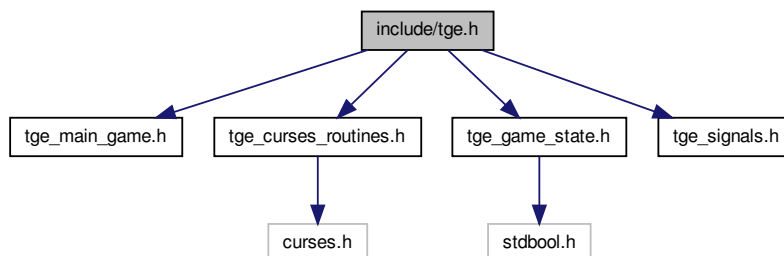 include/tge.h
tge_main_game.h
tge_curses_routines.h
tge_game_state.h
tge_signals.h
curses.h
stdbool.h